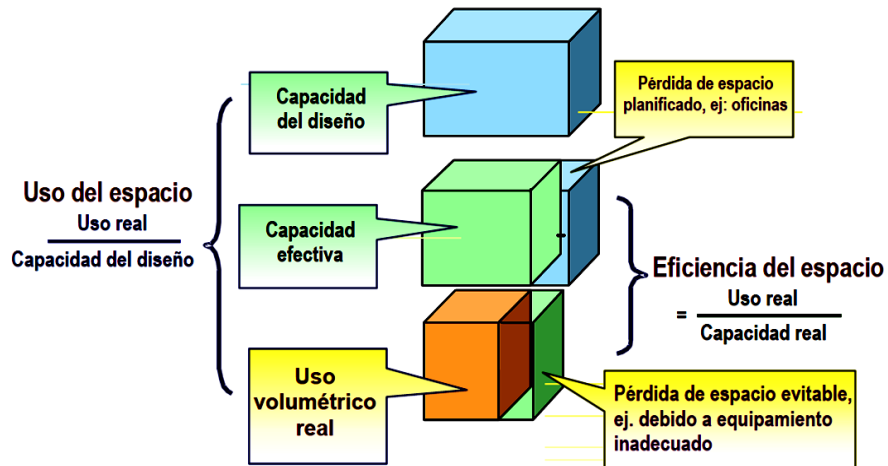 Capacidad
del diseño
Pérdida de espacio
planificado, ej: oficinas
Uso del espacio
Uso real
Capacidad del diseño
Capacidad
efectiva
Eficiencia del espacio
= Uso real
Capacidad real
Uso
volumétrico
real
Pérdida de espacio evitable,
ej. debido a equipamiento
inadecuado